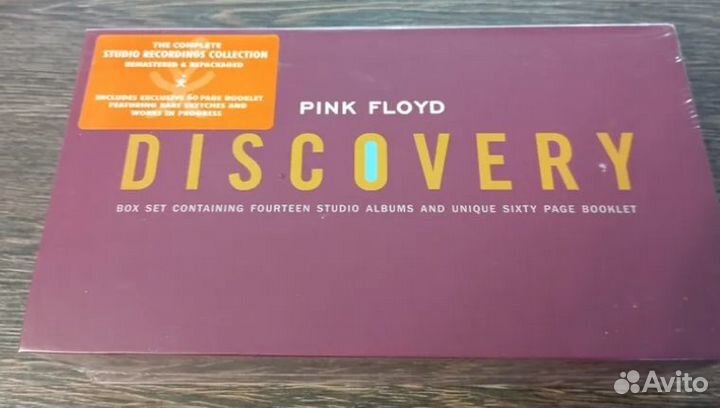 THE COMPLETE
STUDIO RECORDINGS COLLECTION
REMASTERED & REPACKAGED
INCLUDES EXCLUSIVE 60 PAGE BOOKLET
FEATURING RARE SKETCHES AND
WORKS IN PROGRESS
PINK FLOYD
DISCOVERY
BOX SET CONTAINING FOURTEEN STUDIO ALBUMS AND UNIQUE SIXTY PAGE BOOKLET
Avito